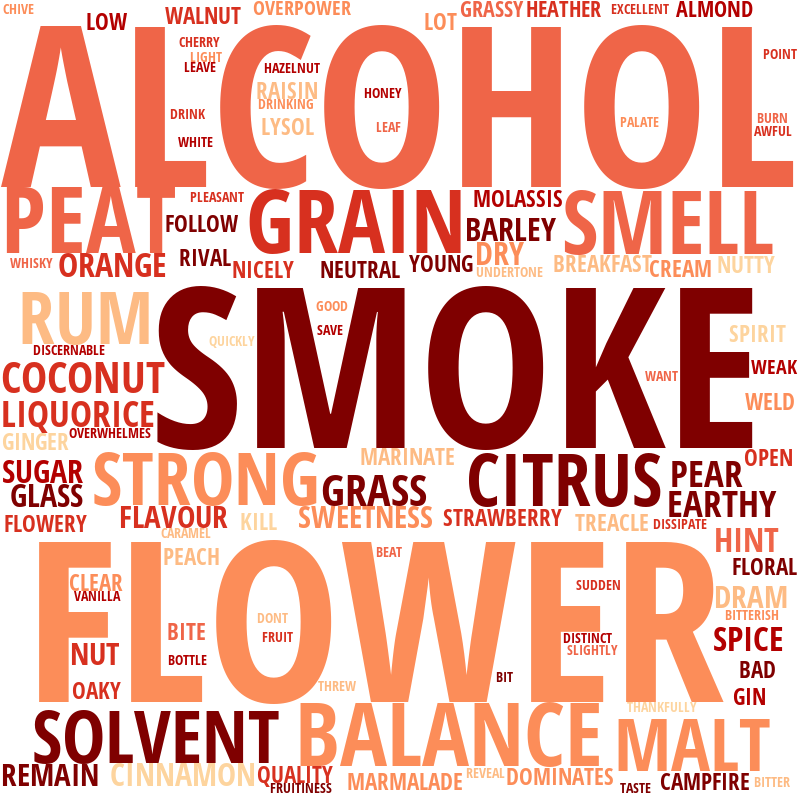 CHIVE
LOW
WALNUT
OVERPOWER
LOT
GRASSY
HEATHER
EXCELLENT
ALMOND
ALCOHOL
CHERRY
LIGHT
LEAVE
HAZELNUT
RAISIN
DRINKING
HONEY
POINT
DRINK
LYSOL
LEAF
PALATE
BURN
AWFUL
WHITE
PEAT
PLEASANT
FOLLOW
GRAIN
MOLASSIS
BARLEY
SMELL
WHISKY
ORANGE
RIVAL
NICELY
NEUTRAL
YOUNG
DRY
UNDERTONE
BREAKFAST
CREAM
NUTTY
RUM
SMOKE
GOOD
SAVE
QUICKLY
SPIRIT
DISCERNABLE
COCONUT
WANT
WEAK
LIQUORICE
WELD
GINGER
OVERWHELMES
MARINATE
OPEN
SUGAR
GLASS
STRONG
GRASS
CITRUS
PEAR
EARTHY
FLOWERY
FLAVOUR
KILL
SWEETNESS
STRAWBERRY
TREACLE
DISSIPATE
CARAMEL
PEACH
HINT
FLOWER
BEAT
FLORAL
CLEAR
VANILLA
SUDDEN
DRAM
BITTERISH
BITE
DONT
FRUIT
DISTINCT
SLIGHTLY
SPICE
NUT
BOTTLE
BIT
BAD
OAKY
THREW
GIN
THANKFULLY
SOLVENT
BALANCE
MALT
REMAIN
CINNAMON
QUALITY
FRUITINESS
MARMALADE
REVEAL
DOMINATES
TASTE
CAMPFIRE
BITTER